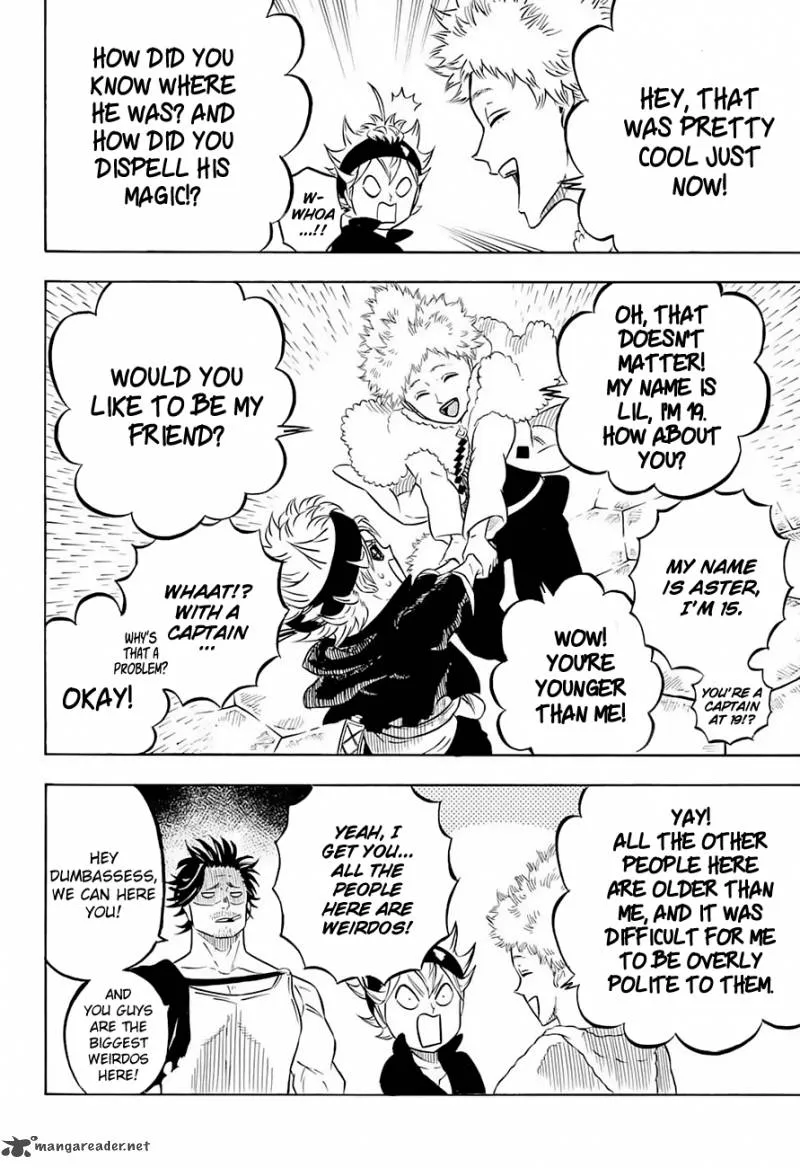 HEY, THAT
WAS PRETTY
COOL JUST
NOW!
W-
WHOA
...!!
HOW DID YOU
KNOW WHERE
HE WAS? AND
HOW DID YOU
DISPELL HIS
MAGIC!?
OH, THAT
DOESN'T
MATTER!
MY NAME IS
LIL, I'M 19.
HOW ABOUT
YOU?
MY NAME
IS ASTER,
I'M 15.
YOU'RE A
CAPTAIN
AT 19!?
WOW!
YOU'RE
YOUNGER
THAN ME!
WOULD YOU
LIKE TO BE MY
FRIEND?
WHAAT!?
WITH A
CAPTAIN
...
WHY'S
THAT A
PROBLEM?
OKAY!
YAY!
ALL THE OTHER
PEOPLE HERE
ARE OLDER THAN
ME, AND IT WAS
DIFFICULT FOR ME
TO BE OVERLY
POLITE TO THEM.
YEAH, I
GET YOU...
ALL THE
PEOPLE
HERE ARE
WEIRDOS!
HEY
DUMBASSESS,
WE CAN HERE
YOU!
AND
YOU GUYS
ARE THE
BIGGEST
WEIRDOS
HERE!
mangareader.net